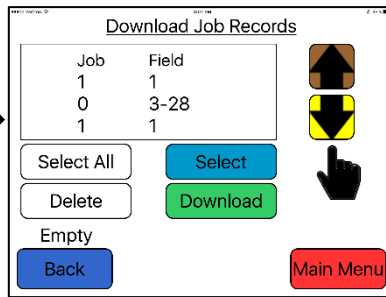 Download Job Records
Job Field
1 1
0 3-28
1 1
Select All Select
Delete Download
Empty
Back Main Menu